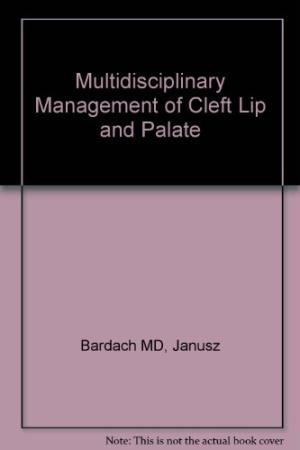 Multidisciplinary
Management of Cleft Lip
and Palate
Bardach MD, Janusz
Note: This is not the actual book cover